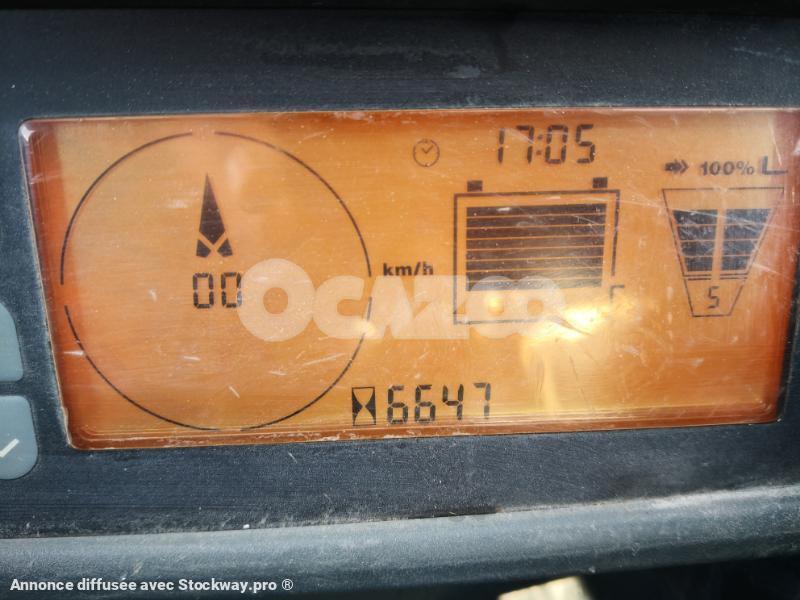 17:05
100% L
km/h
00
5
OCAZOO
6647
Annonce diffusée avec Stockway.pro ®